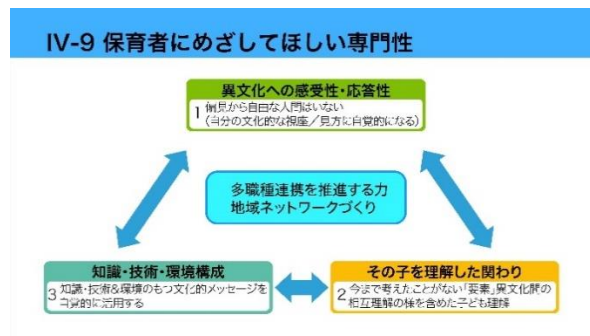 IV-9 保育者にめざしてほしい専門性
異文化への感受性・応答性
1 偏見から自由な人間はいない
(自分の文化的な視座/見方に自覚的になる)
多職種連携を推進する力
地域ネットワークづくり
知識・技術・環境構成
3 知識・技術&環境のもつ文化的メッセージを
自覚的に活用する
その子を理解した関わり
2 今まで考えたことがない「要素」異文化間の
相互理解の様を含めた子ども理解